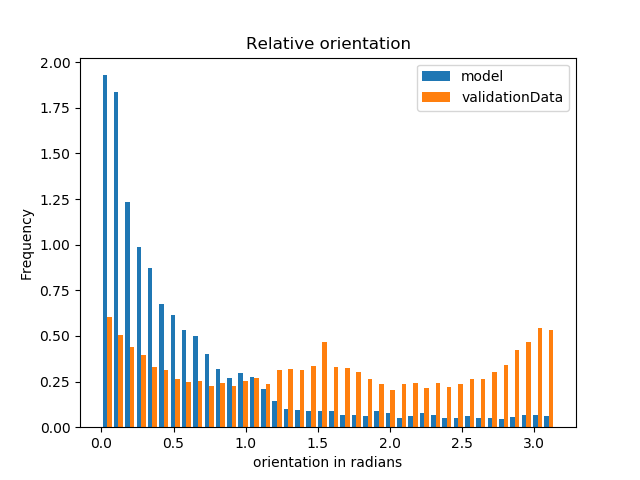 Relative orientation
model
validationData
Frequency
2.00
1.75
1.50
1.25
1.00
0.75
0.50
0.25
0.00
0.0 0.5 1.0 1.5 2.0 2.5 3.0
orientation in radians